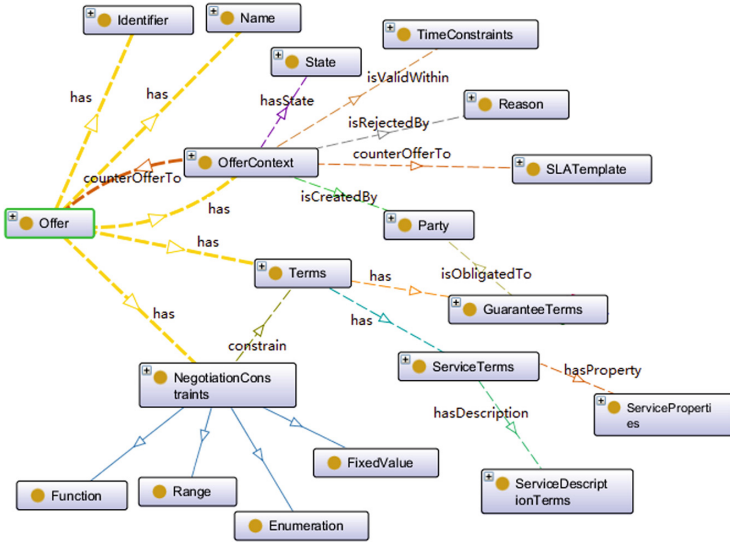 Identifier
Name
TimeConstraints
State
isValidWithin
has
has
hasState
Reason
isRejectedBy
OfferContext
counterOfferTo
SLATemplate
counterOfferTo
isCreatedBy
has
Offer
Party
has
Terms
has
isObligatedTo
GuaranteeTerms
has
has
constrain
ServiceTerms
hasProperty
NegotiationCons
traints
hasDescription
ServiceProperti
es
FixedValue
Function
Range
ServiceDescript
ionTerms
Enumeration